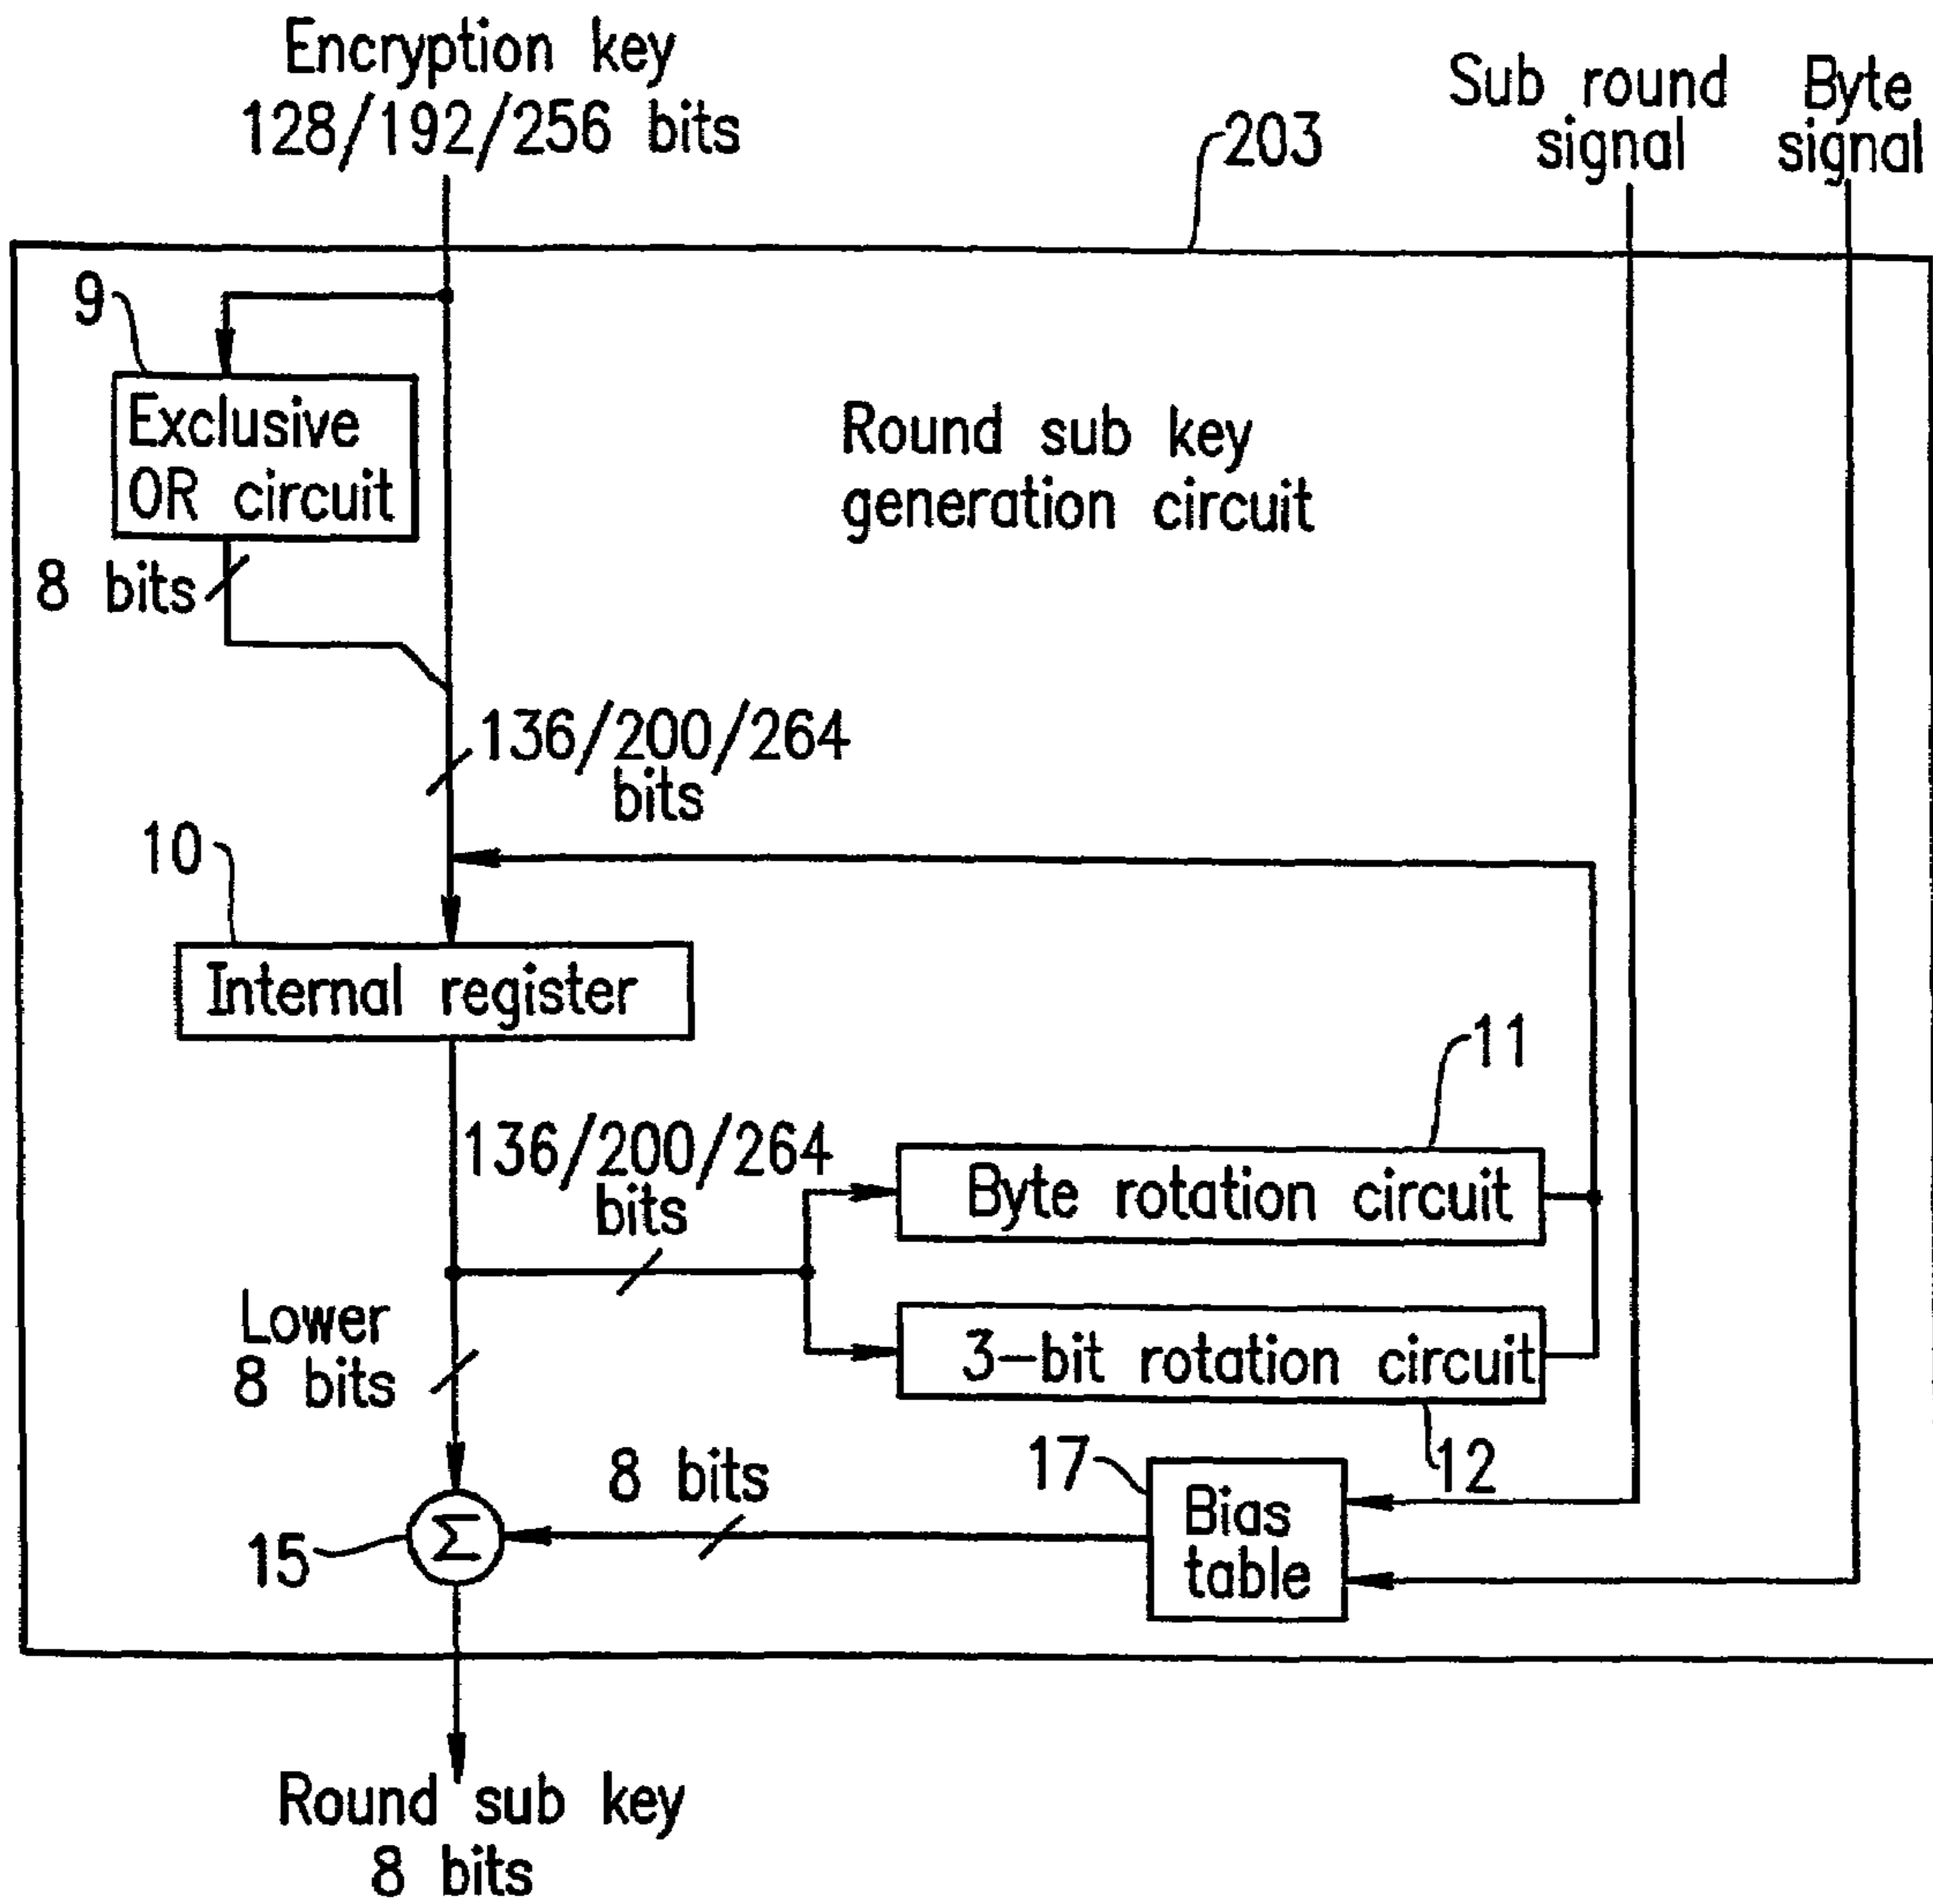 Encryption key
128/192/256 bits
Sub round
signal
Byte
signal
203
9
Exclusive
OR circuit
Round sub key
generation circuit
8 bits
136/200/264
bits
10
Internal register
11
136/200/264
bits
Byte rotation circuit
Lower
8 bits
3-bit rotation circuit
12
8 bits
17
Bias
table
15
Σ
Round sub key
8 bits